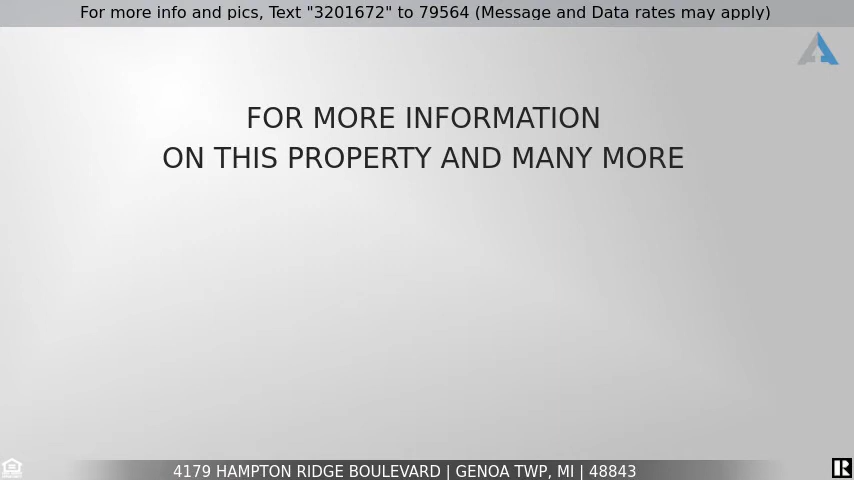 For more info and pics, Text "3201672" to 79564 (Message and Data rates may apply)
FOR MORE INFORMATION
ON THIS PROPERTY AND MANY MORE
4179 HAMPTON RIDGE BOULEVARD | GENOA TWP, MI | 48843